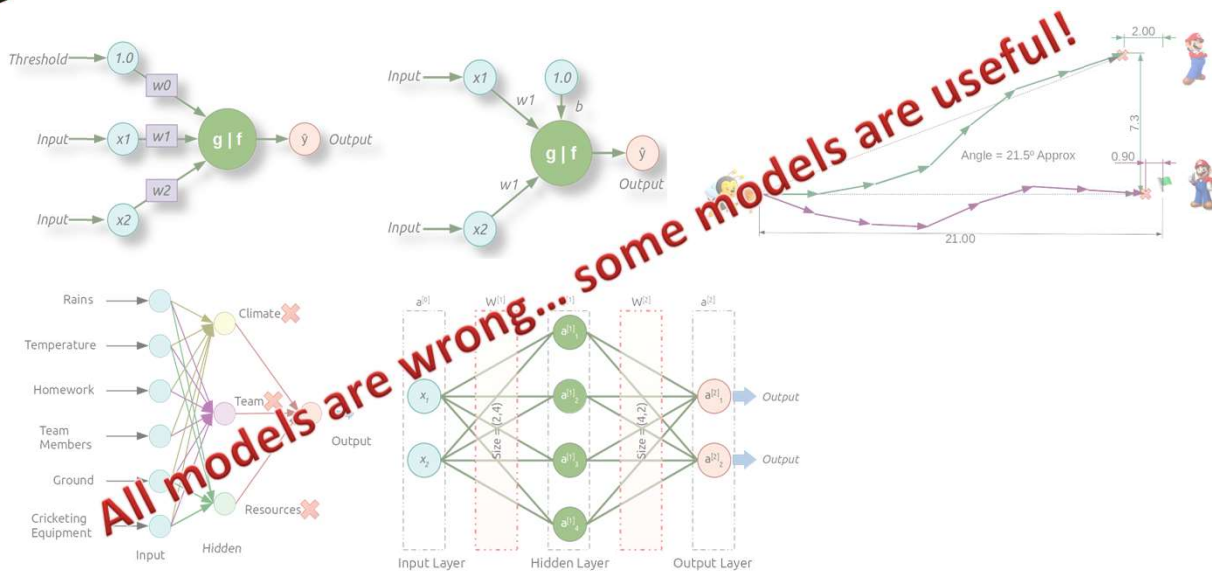 All models are wrong... some models are useful!
Threshold
1.0
w0
Input
x1
w1
g | f
ŷ
Output
w2
Input
x2
Input
x1
1.0
w1
b
g | f
ŷ
Output
w1
Input
x2
2.00
7.3
Angle = 21.5º Approx
0.90
21.00
Rains
Temperature
Homework
Team
Members
Ground
Cricketing
Equipment
Climate
Team
Resources
Output
Input
Hidden
a[0]
W[1]
W[2]
a[2]
x1
x2
Size = (2,4)
a[1]1
a[1]2
a[1]3
a[1]4
Size = (4,2)
a[2]1
a[2]2
Output
Output
Input Layer
Hidden Layer
Output Layer